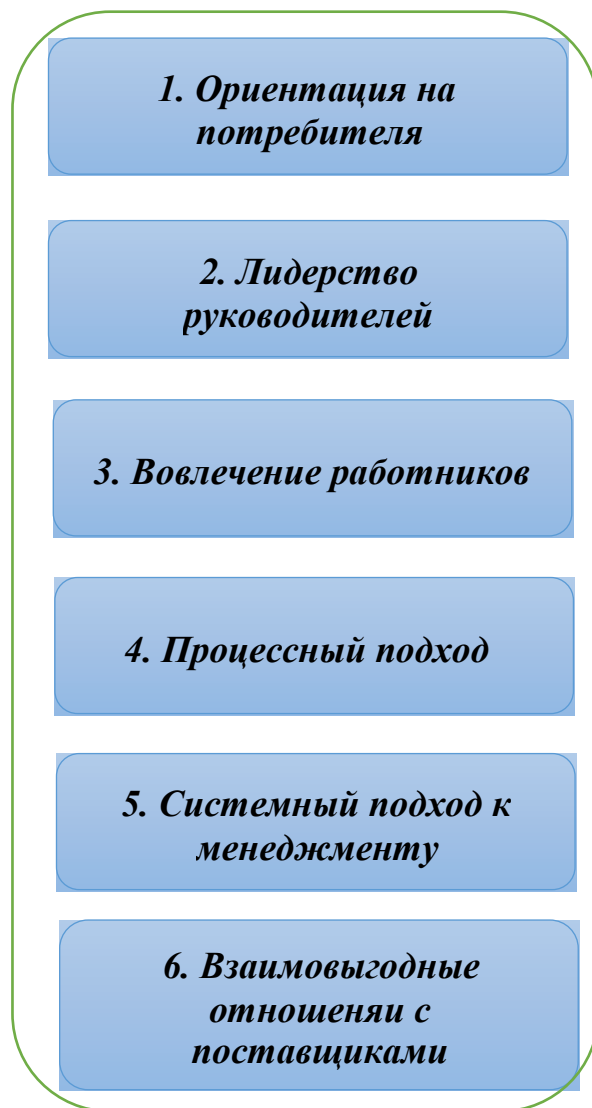 1. Ориентация на
потребителя
2. Лидерство
руководителей
3. Вовлечение работников
4. Процессный подход
5. Системный подход к
менеджменту
6. Взаимовыгодные
отношеняи с
поставщиками